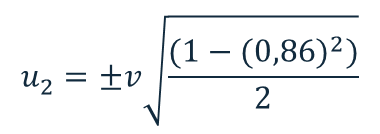 u₂ = ±v√((1 − (0,86)²)/2)